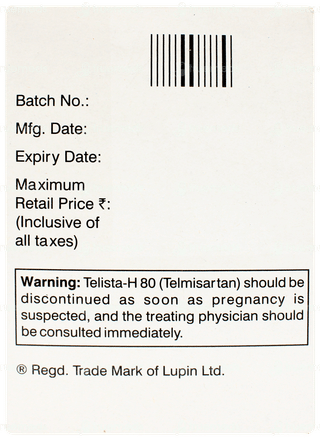 Batch No.:
Mfg. Date:
Expiry Date:
Maximum
Retail Price ₹:
(Inclusive of
all taxes)
Warning: Telista-H 80 (Telmisartan) should be
discontinued as soon as pregnancy is
suspected, and the treating physician should
be consulted immediately.
® Regd. Trade Mark of Lupin Ltd.